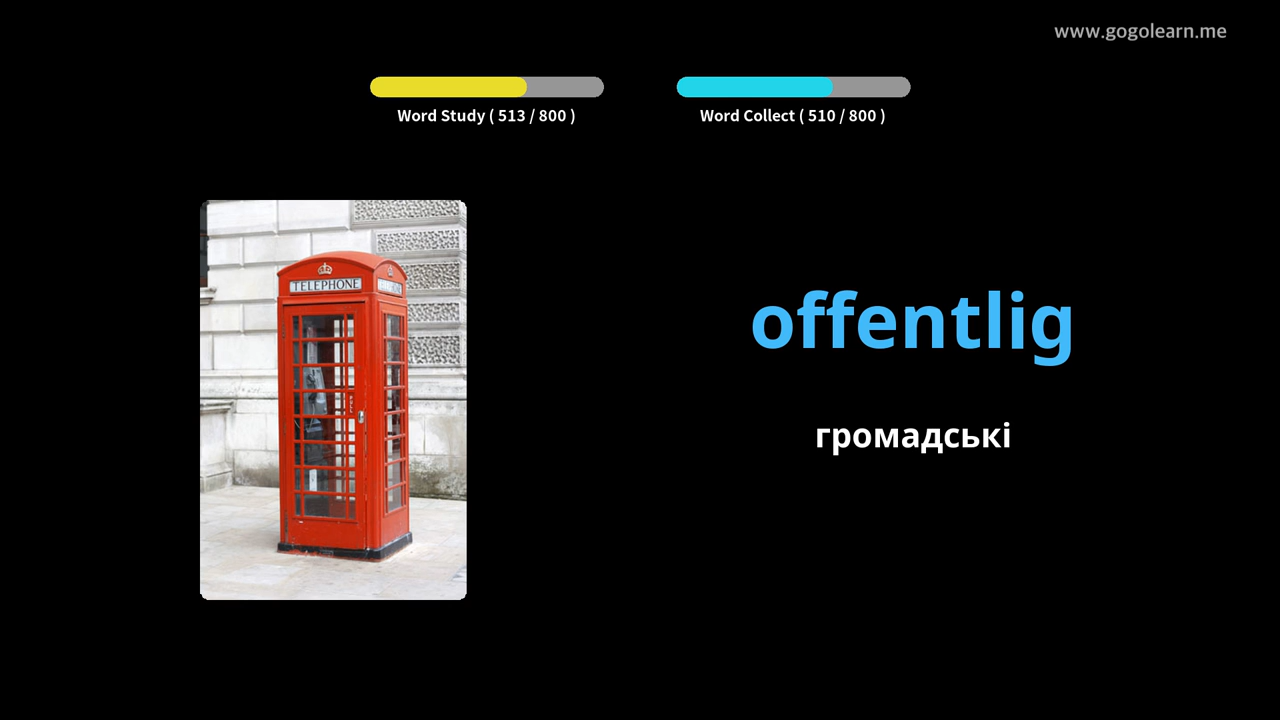 www.gogolearn.me
Word Study ( 513 / 800 )
Word Collect ( 510 / 800 )
TELEPHONE
offentlig
громадські